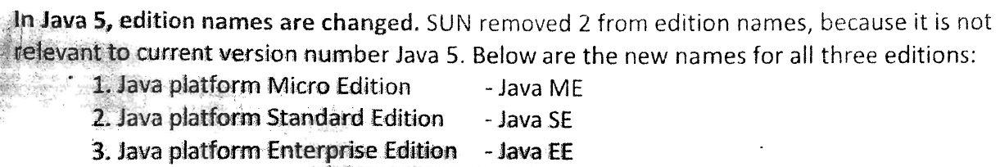 In Java 5, edition names are changed. SUN removed 2 from edition names, because it is not
relevant to current version number Java 5. Below are the new names for all three editions:
1. Java platform Micro Edition - Java ME
2. Java platform Standard Edition - Java SE
3. Java platform Enterprise Edition - Java EE